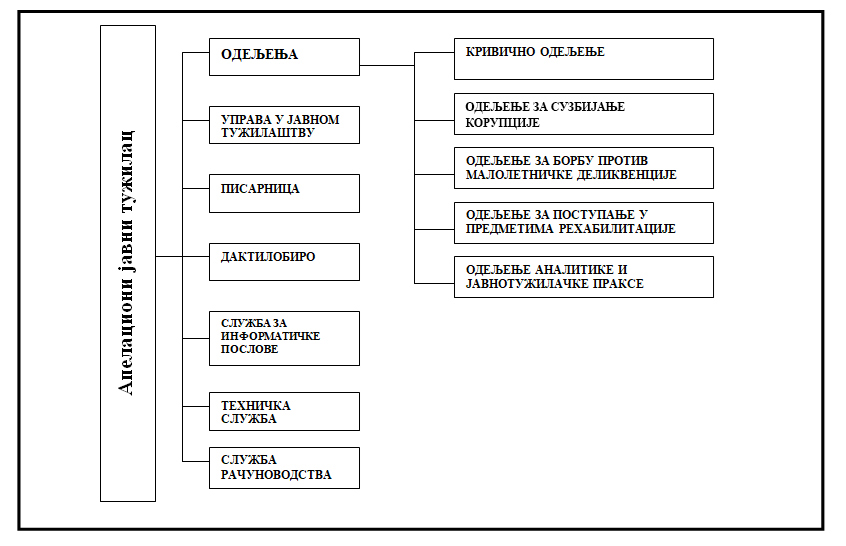 Апелациони јавни тужилац
ОДЕЉЕЊА
УПРАВА У ЈАВНОМ
ТУЖИЛАШТВУ
ПИСАРНИЦА
ДАКТИЛОБИРО
СЛУЖБА ЗА
ИНФОРМАТИЧКЕ
ПОСЛОВЕ
ТЕХНИЧКА
СЛУЖБА
СЛУЖБА
РАЧУНОВОДСТВА
КРИВИЧНО ОДЕЉЕЊЕ
ОДЕЉЕЊЕ ЗА СУЗБИЈАЊЕ
КОРУПЦИЈЕ
ОДЕЉЕЊЕ ЗА БОРБУ ПРОТИВ
МАЛОЛЕТНИЧКЕ ДЕЛИКВЕНЦИЈЕ
ОДЕЉЕЊЕ ЗА ПОСТУПАЊЕ У
ПРЕДМЕТИМА РЕХАБИЛИТАЦИЈЕ
ОДЕЉЕЊЕ АНАЛИТИКЕ И
ЈАВНОТУЖИЛАЧКЕ ПРАКСЕ